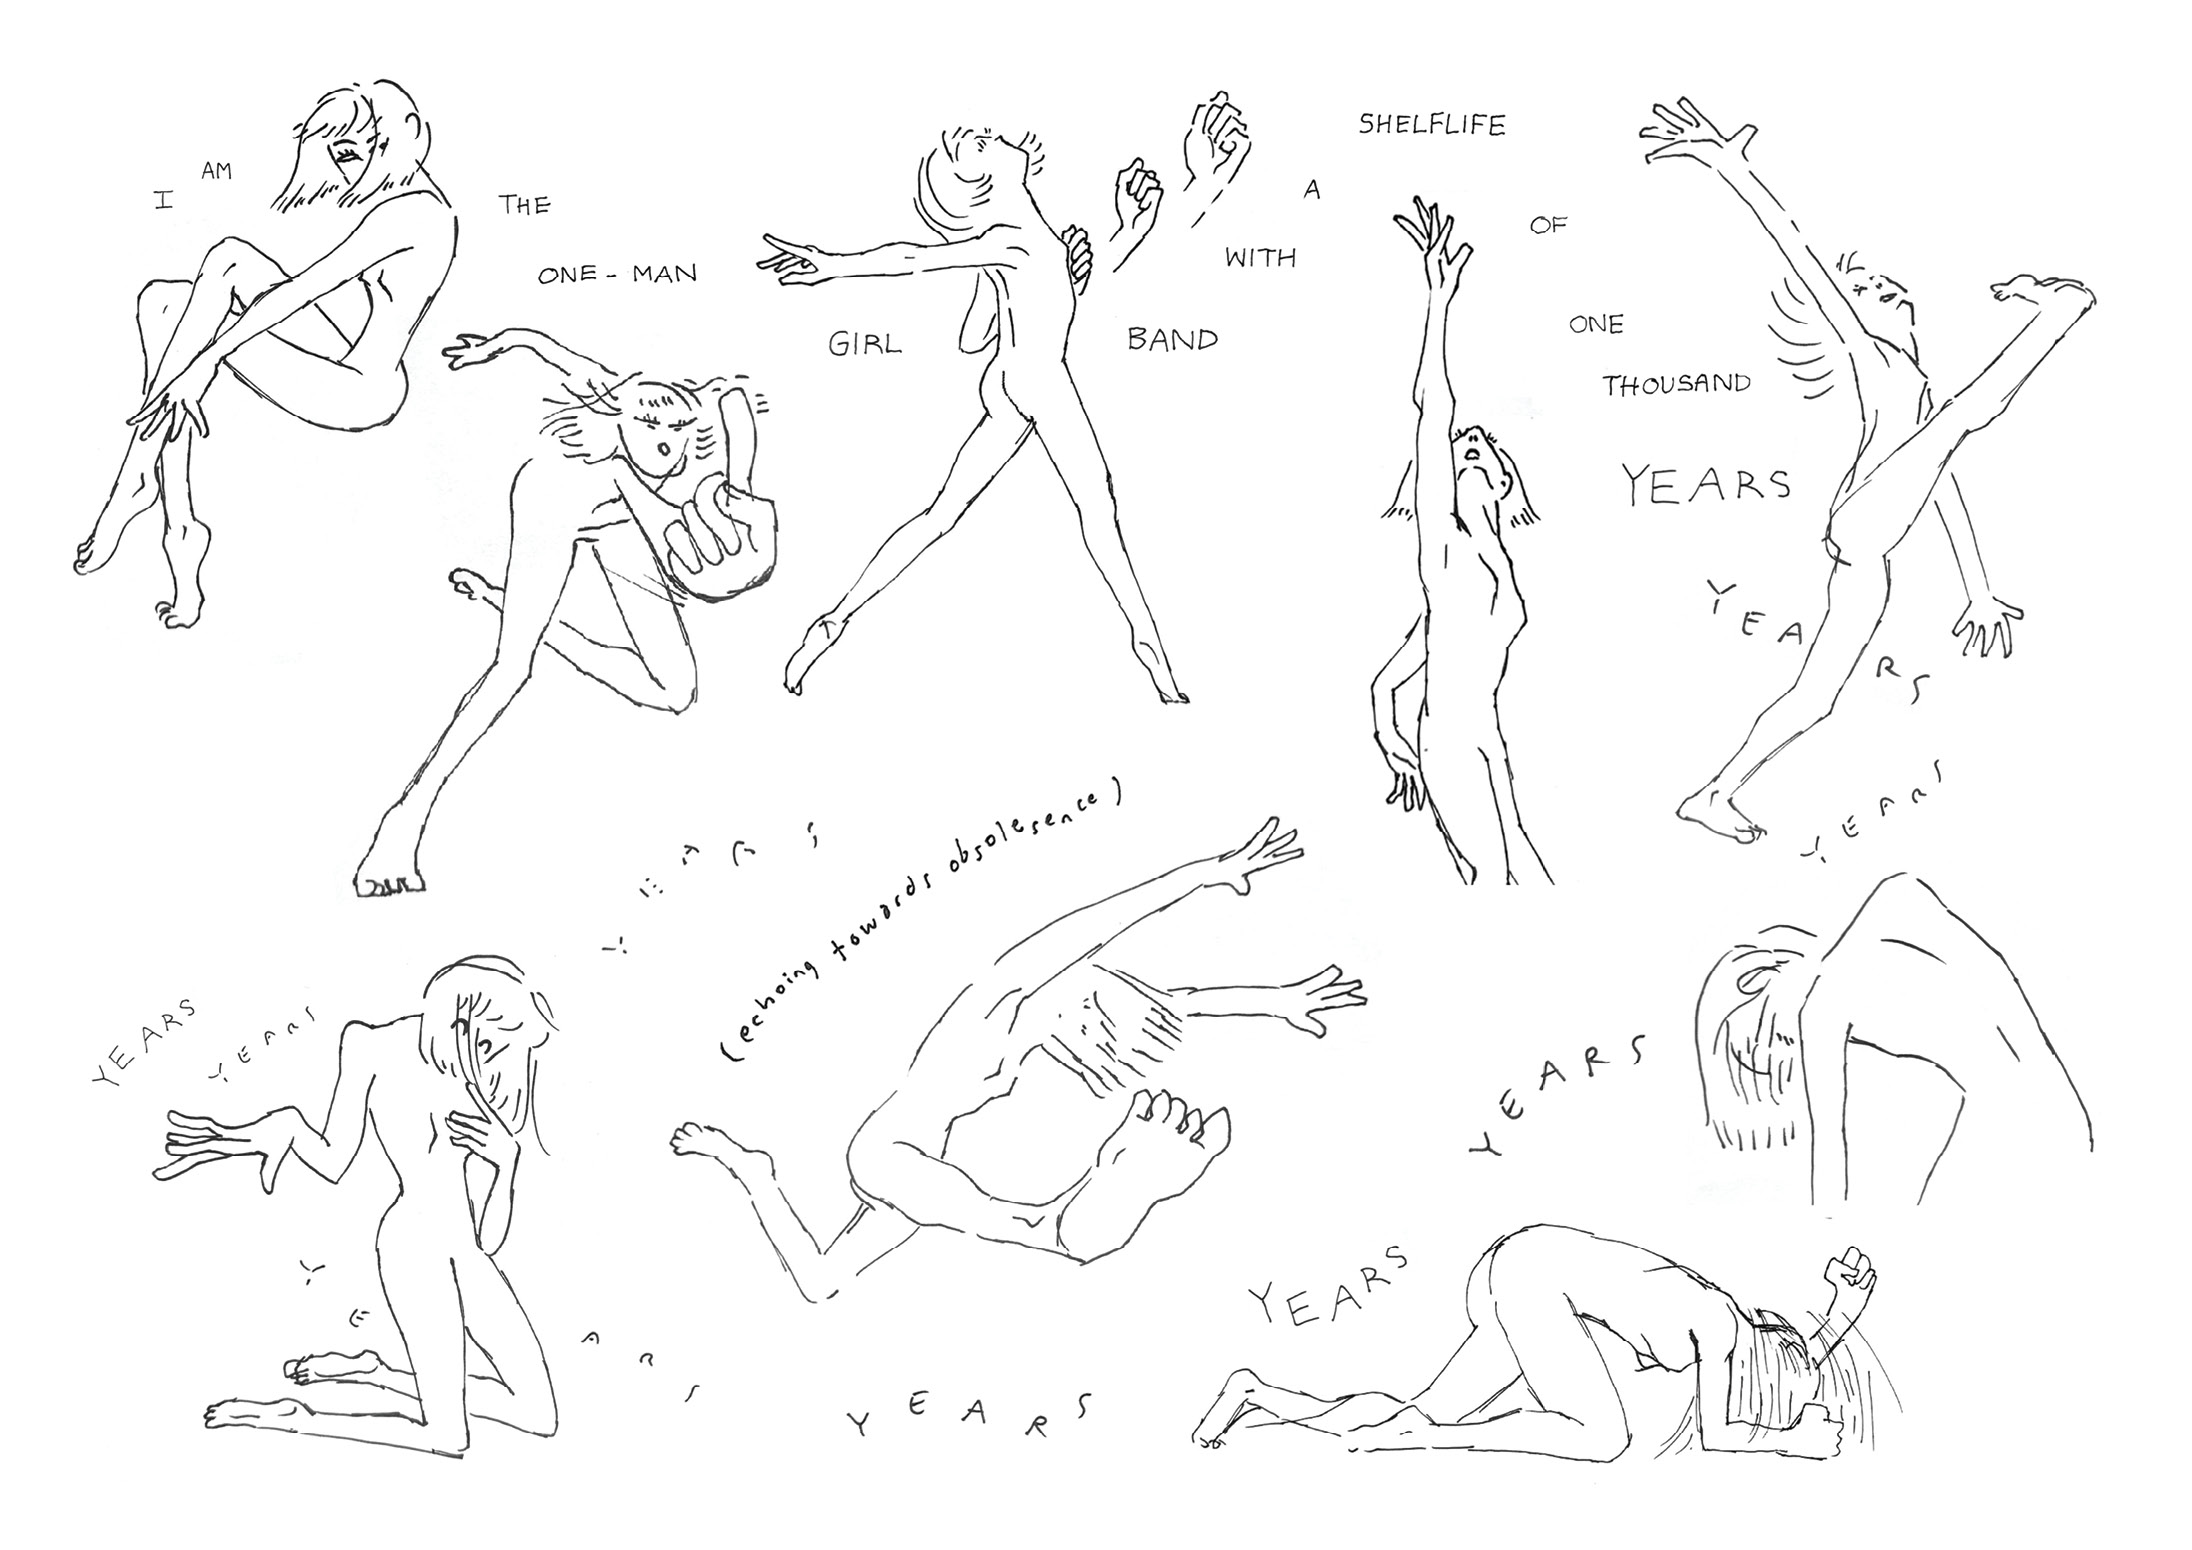 I AM THE
ONE-MAN
GIRL BAND
WITH A
SHELFLIFE
OF
ONE
THOUSAND
YEARS
YEARS
YEARS
YEARS
YEARS
YEARS
YEARS
(echoing towards obsolesence)
YEARS
YEARS
YEARS
YEARS